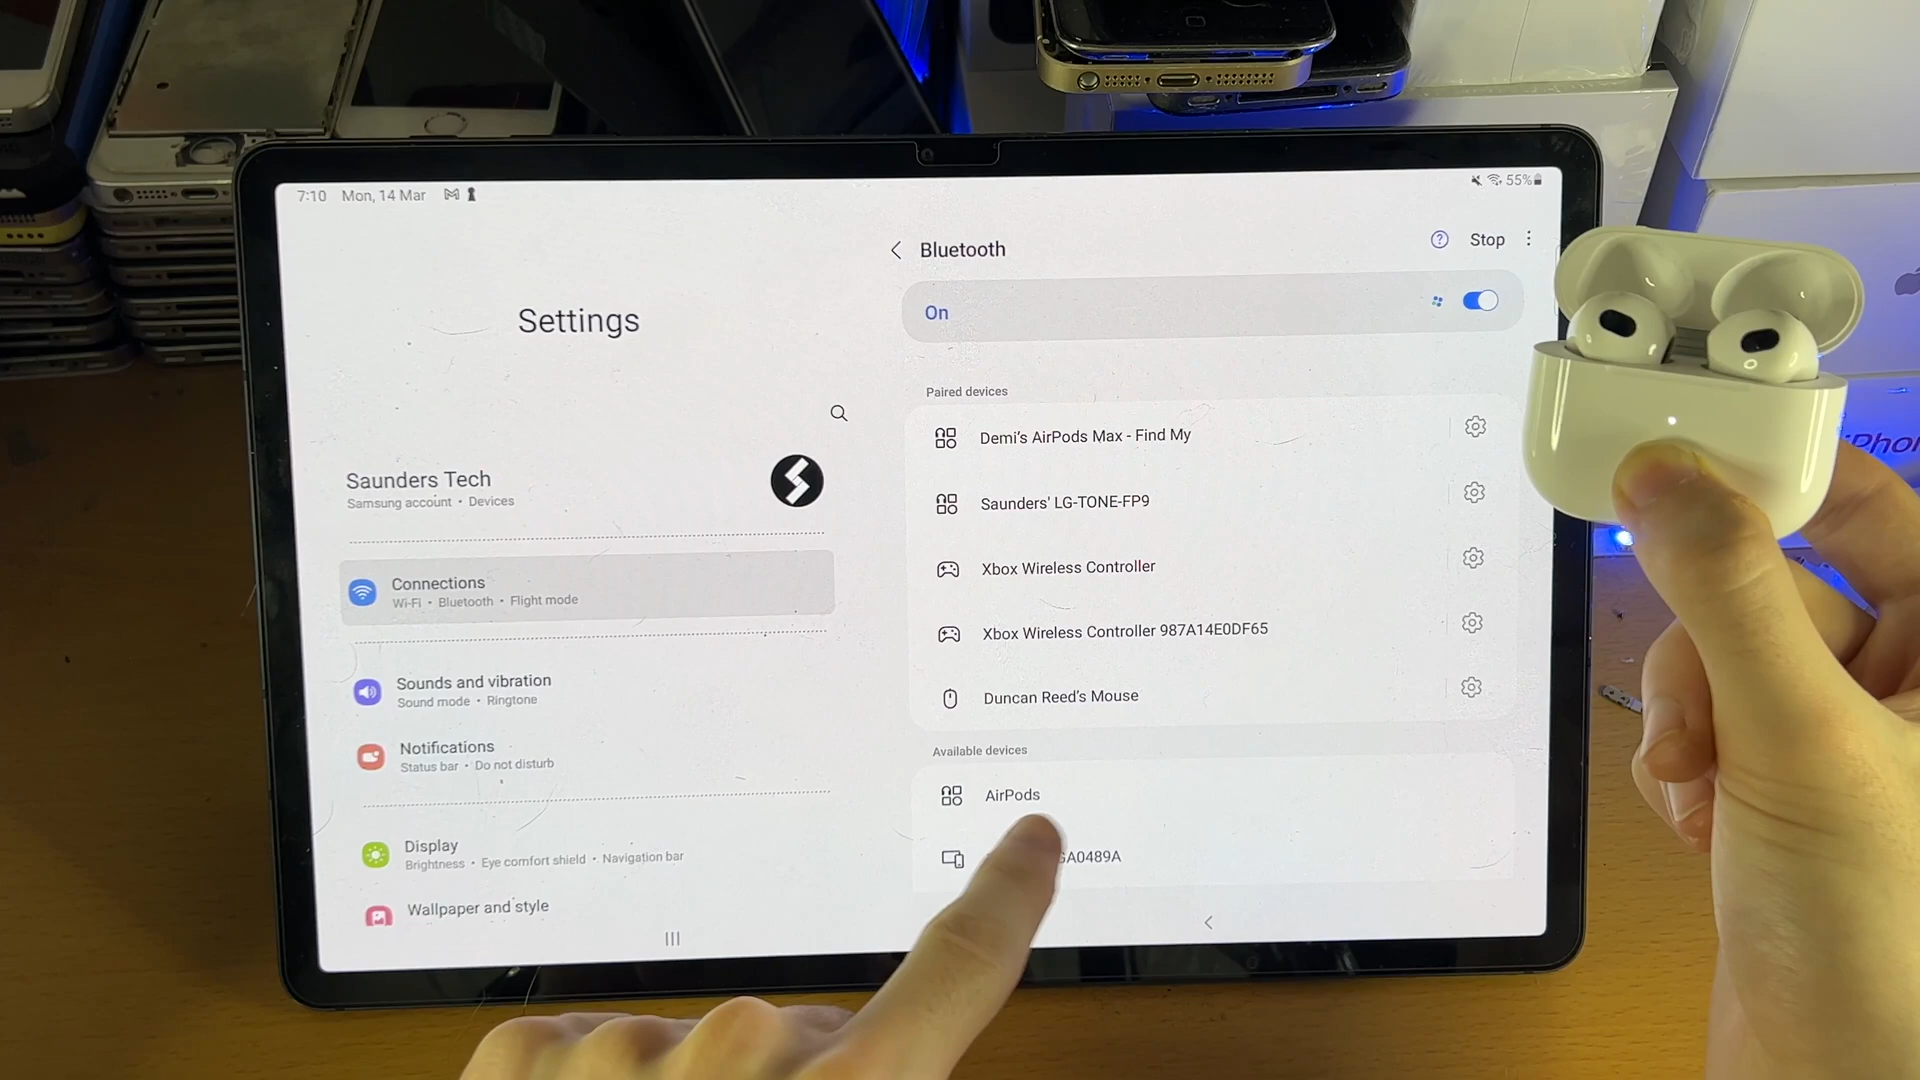 7:10 Mon, 14 Mar
55%
Settings
Saunders Tech
Samsung account • Devices
Connections
Wi-Fi • Bluetooth • Flight mode
Sounds and vibration
Sound mode • Ringtone
Notifications
Status bar • Do not disturb
Display
Brightness • Eye comfort shield • Navigation bar
Wallpaper and style
Bluetooth
Stop
On
Paired devices
Demi's AirPods Max - Find My
Saunders' LG-TONE-FP9
Xbox Wireless Controller
Xbox Wireless Controller 987A14E0DF65
Duncan Reed's Mouse
Available devices
AirPods